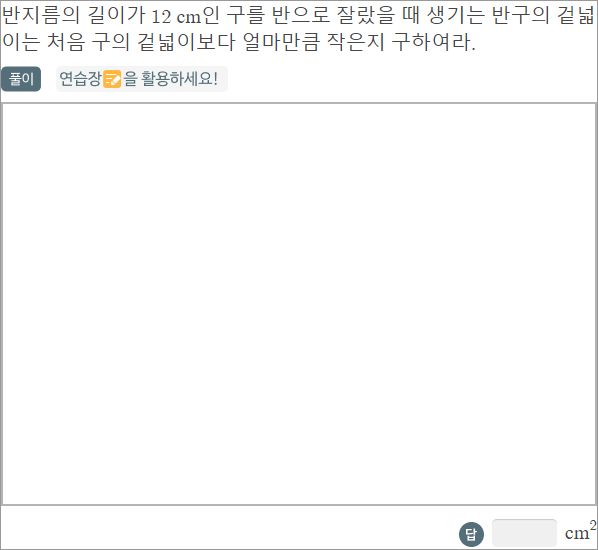 반지름의 길이가 12 cm인 구를 반으로 잘랐을 때 생기는 반구의 겉넓
이는 처음 구의 겉넓이보다 얼마만큼 작은지 구하여라.
풀이 연습장을 활용하세요!
답 cm²